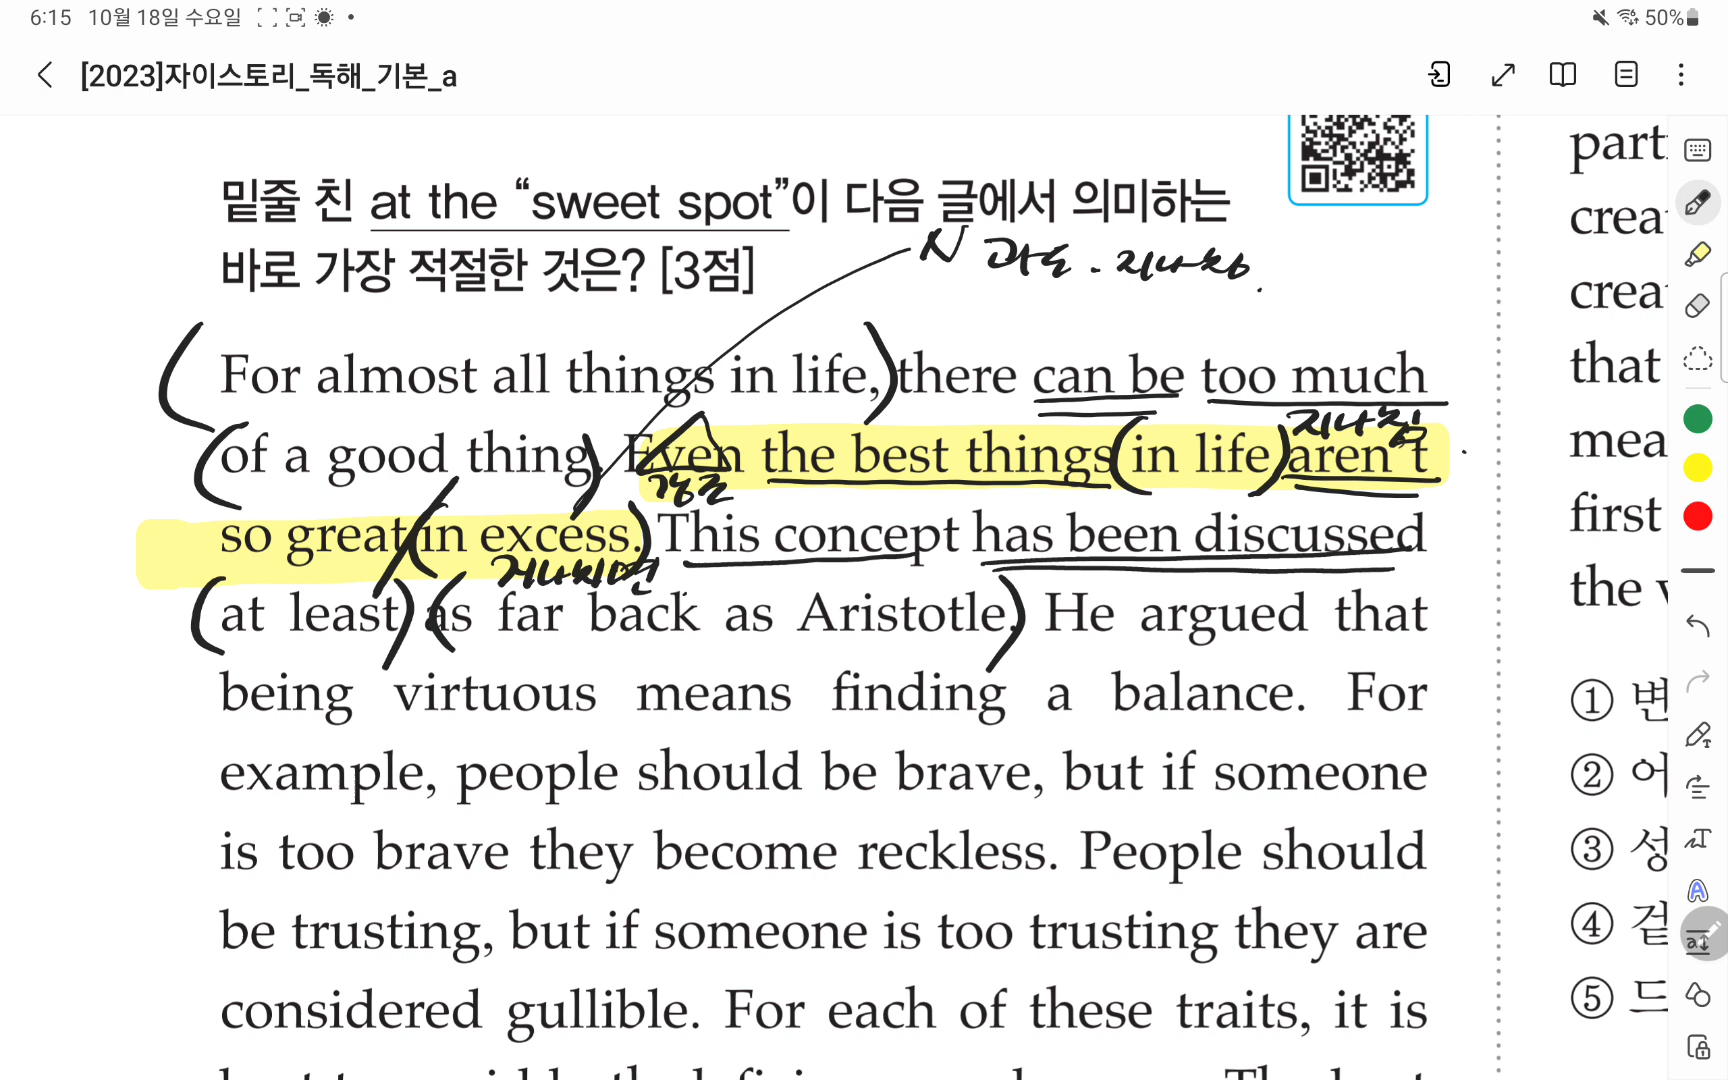 6:15 10월 18일 수요일
50%
[2023]자이스토리_독해_기본_a
밑줄 친 at the “sweet spot”이 다음 글에서 의미하는
바로 가장 적절한 것은? [3점]
N 과도. 지나침.
For almost all things in life, there can be too much
지나침
of a good thing. Even the best things in life aren't
강조
so great in excess. This concept has been discussed
지나치면
at least as far back as Aristotle. He argued that
being virtuous means finding a balance. For
example, people should be brave, but if someone
is too brave they become reckless. People should
be trusting, but if someone is too trusting they are
considered gullible. For each of these traits, it is
part
crea
crea
that
mea
first
the
① 변
② 어
③ 성
④ 겉
⑤ 드